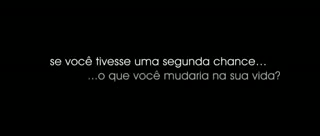 se você tivesse uma segunda chance...
...o que você mudaria na sua vida?